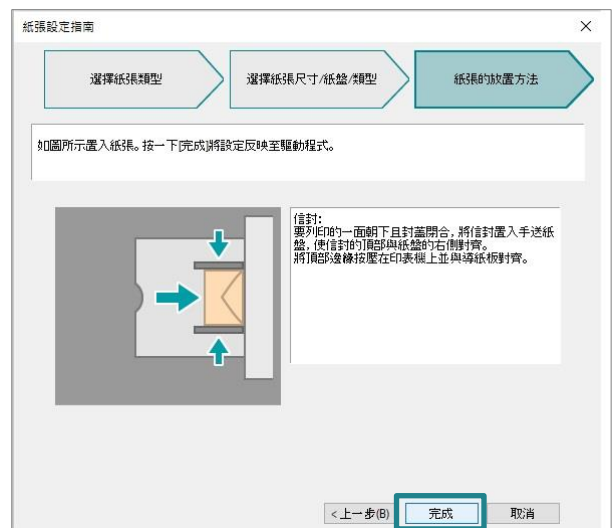 紙張設定指南
選擇紙張類型
選擇紙張尺寸/紙盤/類型
紙張的放置方法
如圖所示置入紙張。按一下[完成]將設定反映至驅動程式。
信封:
要列印的一面朝下且封蓋閉合, 將信封置入手送紙
盤, 使信封的頂部與紙盤的右側對齊。
將頂部邊緣按壓在印表機上並與導紙板對齊。
< 上一步(B)
完成
取消